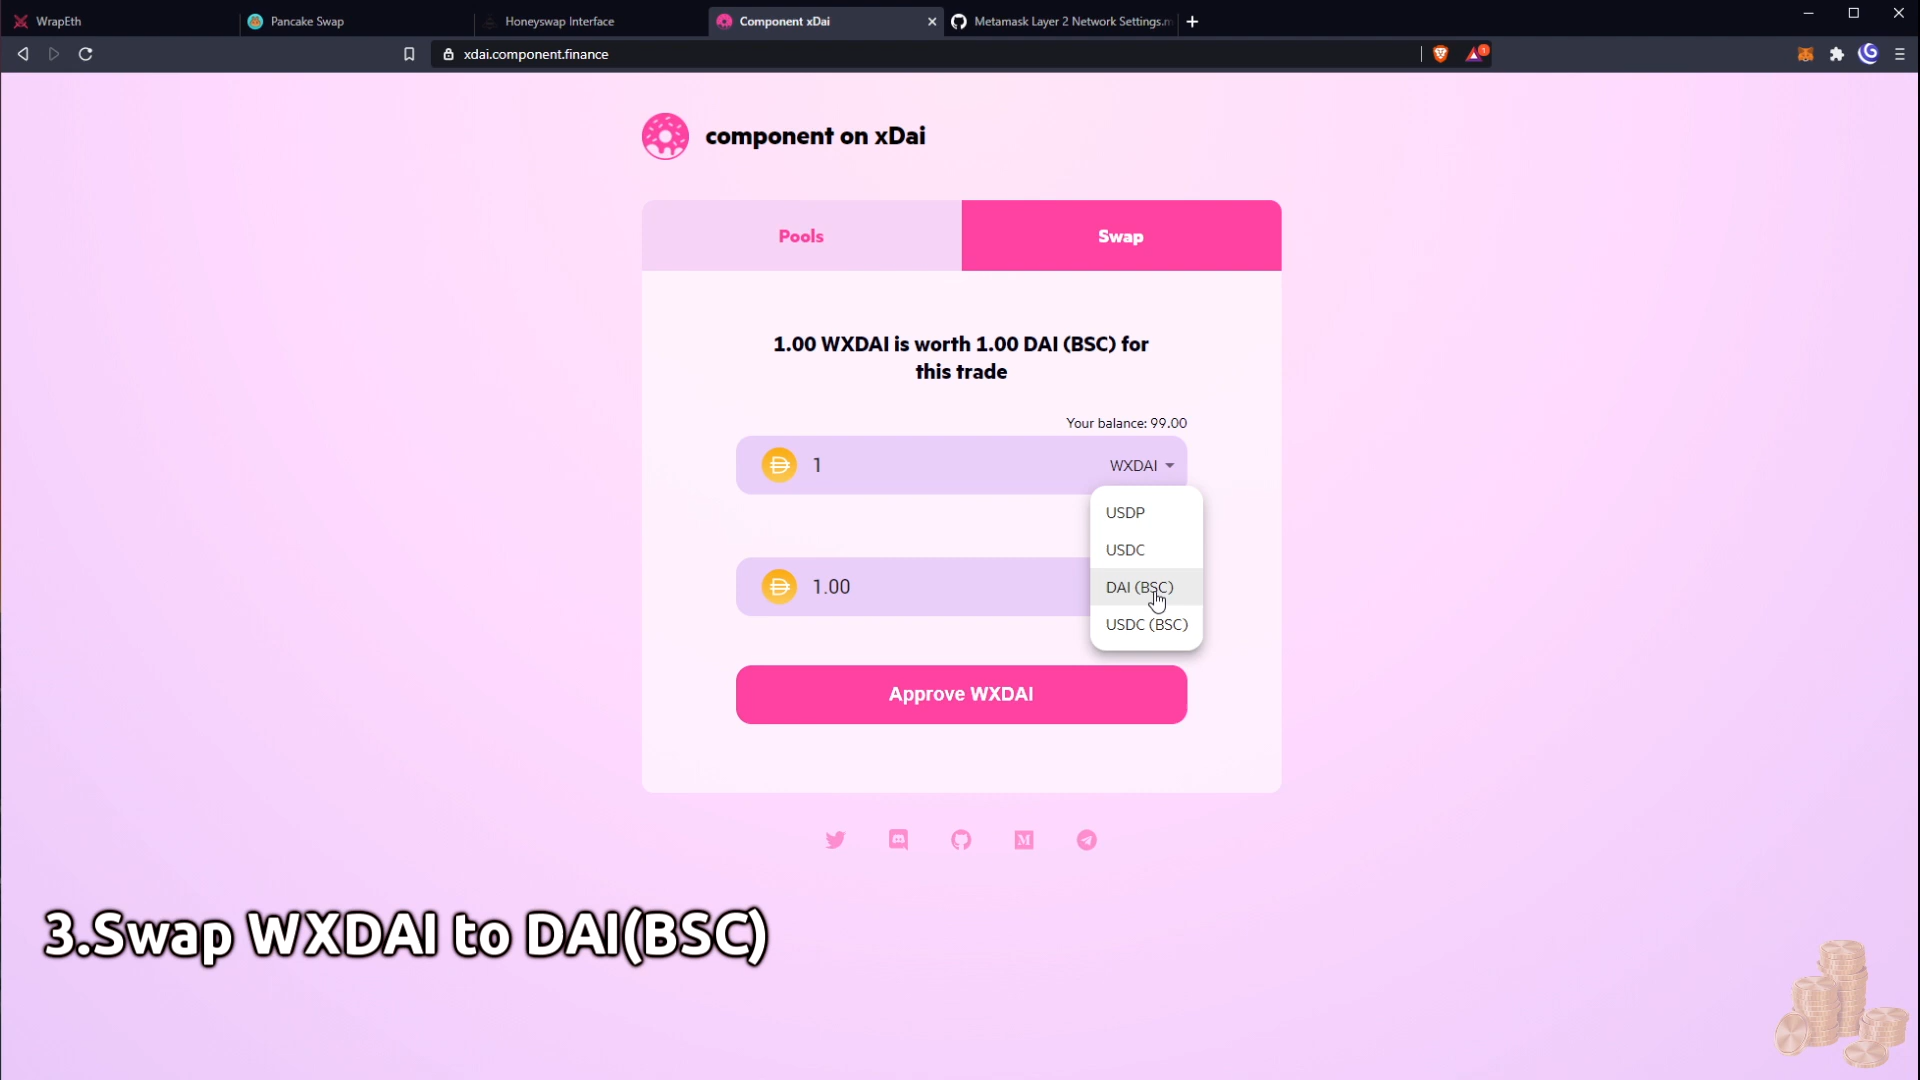 WrapEth
Pancake Swap
Honeyswap Interface
Component xDai
Metamask Layer 2 Network Settings.m
xdai.component.finance
1
component on xDai
Pools
Swap
1.00 WXDAI is worth 1.00 DAI (BSC) for
this trade
Your balance: 99.00
1
WXDAI
USDP
USDC
DAI (BSC)
USDC (BSC)
1.00
Approve WXDAI
3.Swap WXDAI to DAI(BSC)